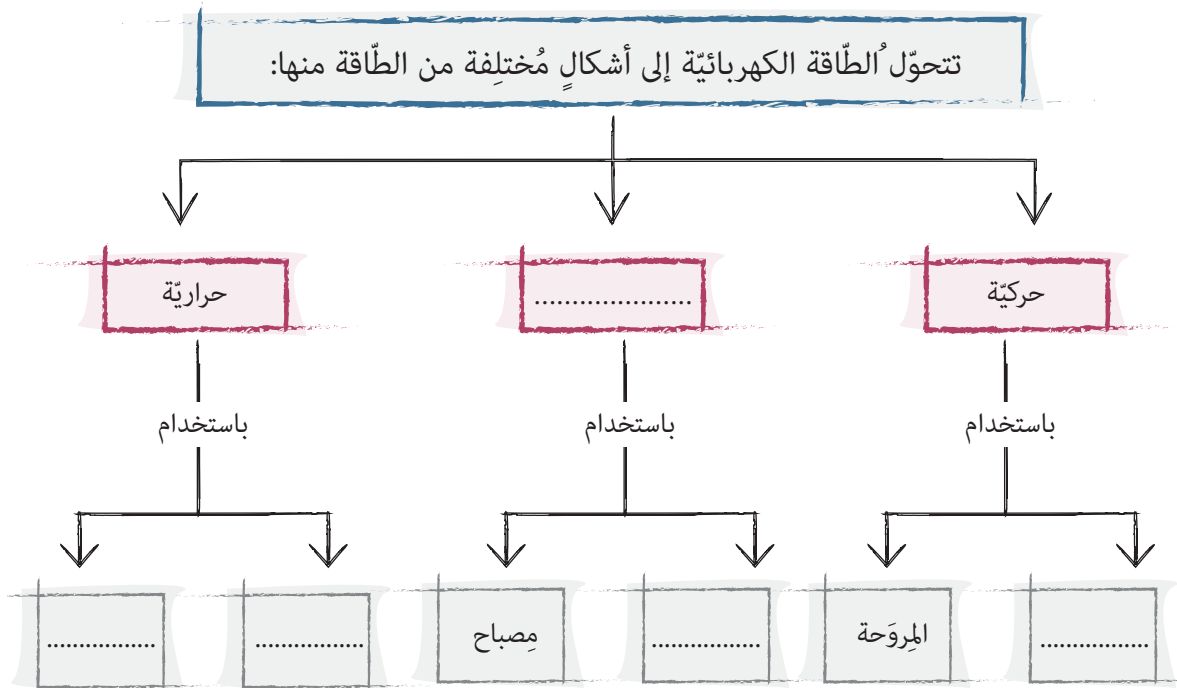 تتحوّل ُالطّاقة الكهربائيّة إلى أشكالٍ مُختلِفة من الطّاقة منها:
حركيّة
......................
حراريّة
باستخدام
باستخدام
باستخدام
.................
المِروَحة
.................
مِصباح
.................
.................